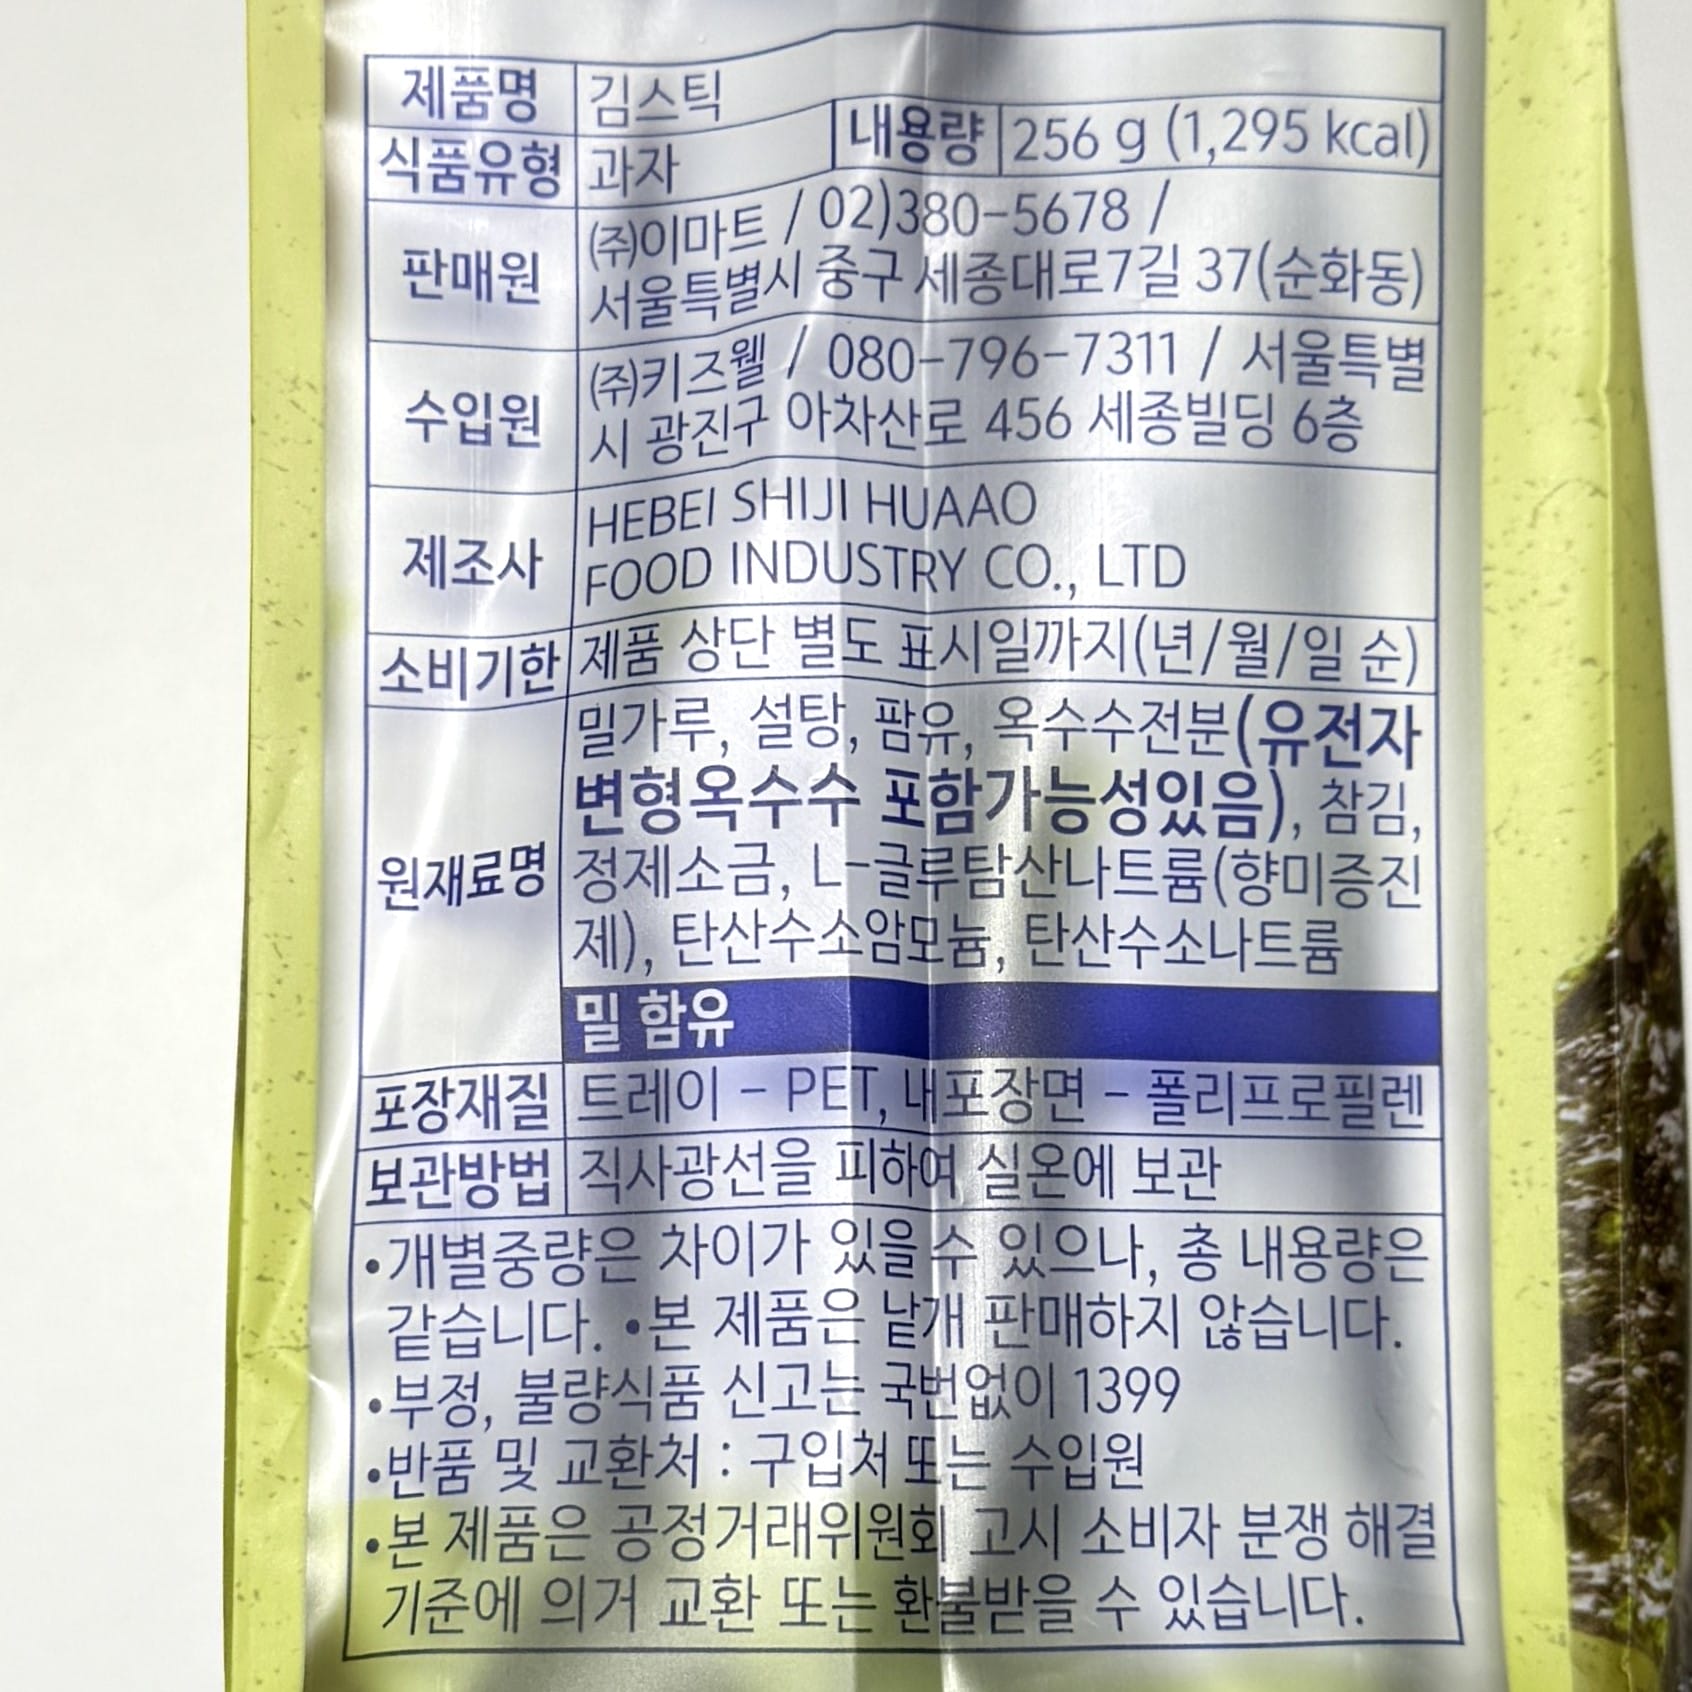 제품명 김스틱
식품유형 과자 내용량 256 g (1,295 kcal)
판매원 ㈜이마트 / 02)380-5678 /
서울특별시 중구 세종대로7길 37(순화동)
수입원 ㈜키즈웰 / 080-796-7311 / 서울특별
시 광진구 아차산로 456 세종빌딩 6층
제조사 HEBEI SHIJI HUAAO
FOOD INDUSTRY CO., LTD
소비기한 제품 상단 별도 표시일까지(년/월/일 순)
원재료명 밀가루, 설탕, 팜유, 옥수수전분(유전자
변형옥수수 포함가능성있음), 참김,
정제소금, L-글루탐산나트륨(향미증진
제), 탄산수소암모늄, 탄산수소나트륨
밀 함유
포장재질 트레이 - PET, 내포장면 - 폴리프로필렌
보관방법 직사광선을 피하여 실온에 보관
•개별중량은 차이가 있을 수 있으나, 총 내용량은
같습니다. •본 제품은 낱개 판매하지 않습니다.
•부정, 불량식품 신고는 국번없이 1399
•반품 및 교환처 : 구입처 또는 수입원
•본 제품은 공정거래위원회 고시 소비자 분쟁 해결
기준에 의거 교환 또는 환불받을 수 있습니다.